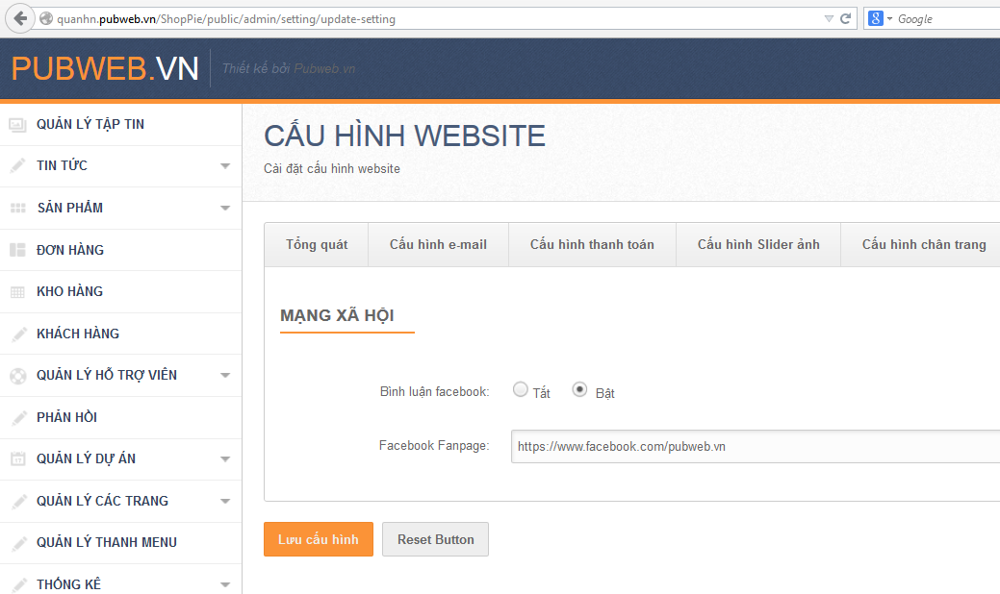 quanhn.pubweb.vn/ShopPie/public/admin/setting/update-setting
Google
PUBWEB.VN
Thiết kế bởi Pubweb.vn
QUẢN LÝ TẬP TIN
TIN TỨC
SẢN PHẨM
ĐƠN HÀNG
KHO HÀNG
KHÁCH HÀNG
QUẢN LÝ HỖ TRỢ VIÊN
PHẢN HỒI
QUẢN LÝ DỰ ÁN
QUẢN LÝ CÁC TRANG
QUẢN LÝ THANH MENU
THỐNG KÊ
CẤU HÌNH WEBSITE
Cài đặt cấu hình website
Tổng quát
Cấu hình e-mail
Cấu hình thanh toán
Cấu hình Slider ảnh
Cấu hình chân trang
MẠNG XÃ HỘI
Bình luận facebook: Tắt Bật
Facebook Fanpage: https://www.facebook.com/pubweb.vn
Lưu cấu hình
Reset Button